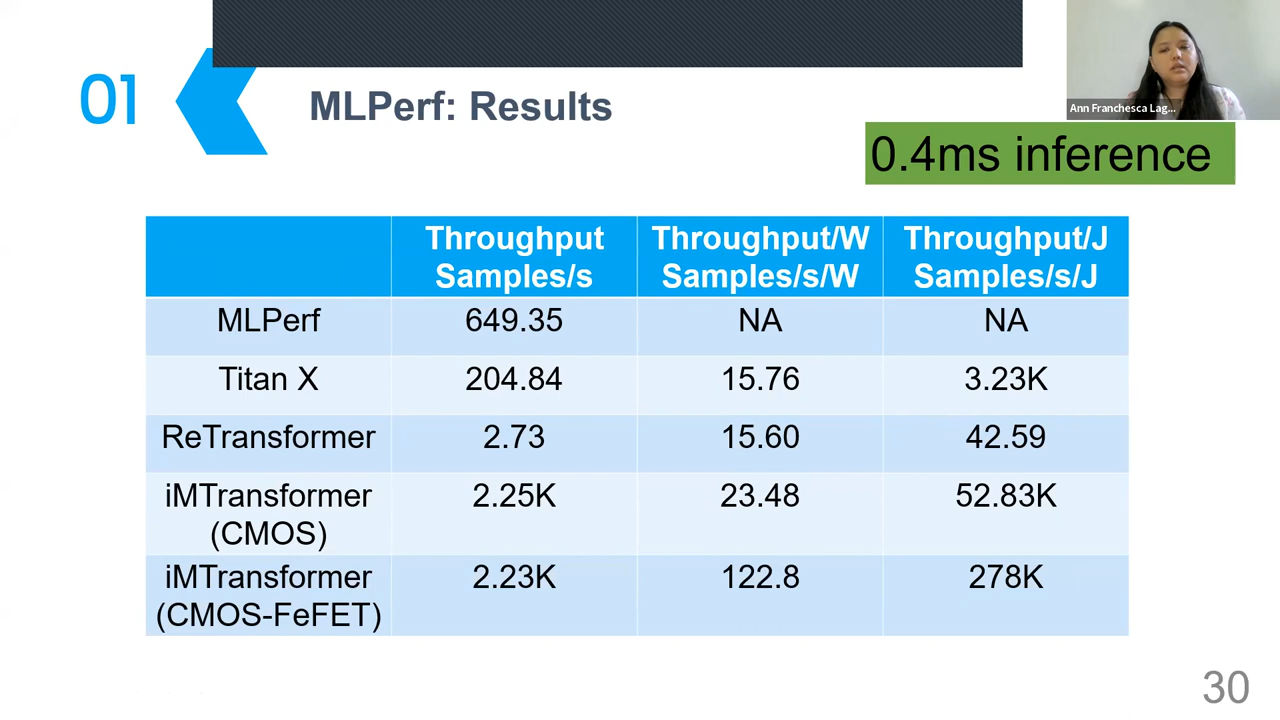 01
MLPerf: Results
Ann Franchesca Lag...
0.4ms inference
Throughput Samples/s
Throughput/W Samples/s/W
Throughput/J Samples/s/J
MLPerf 649.35 NA NA
Titan X 204.84 15.76 3.23K
ReTransformer 2.73 15.60 42.59
iMTransformer (CMOS) 2.25K 23.48 52.83K
iMTransformer (CMOS-FeFET) 2.23K 122.8 278K
30